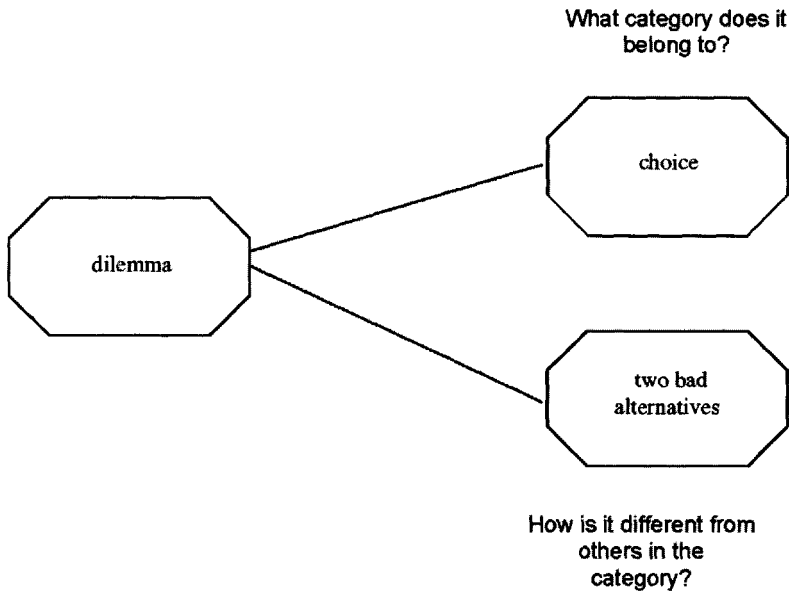 What category does it
belong to?
choice
dilemma
two bad
alternatives
How is it different from
others in the
category?